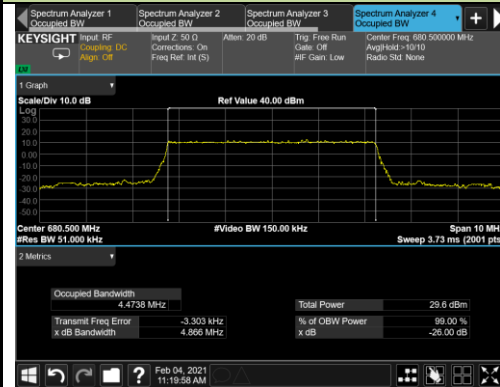 Spectrum Analyzer 1 Spectrum Analyzer 2 Spectrum Analyzer 3 Spectrum Analyzer 4
Occupied BW Occupied BW Occupied BW Occupied BW
KEYSIGHT Input: RF Input Z: 50 Ω Atten: 20 dB Trig: Free Run Center Freq: 680.500000 MHz
Coupling: DC Corrections: On Gate: Off Avg|Hold:>10/10
Align: Off Freq Ref: Int (S) #IF Gain: Low Radio Std: None
1 Graph
Scale/Div 10.0 dB Ref Value 40.00 dBm
Log
30.0
20.0
10.0
0.00
-10.0
-20.0
-30.0
-40.0
-50.0
Center 680.500 MHz #Video BW 150.00 kHz Span 10 MH
#Res BW 51.000 kHz Sweep 3.73 ms (2001 pts
2 Metrics
Occupied Bandwidth
4.4738 MHz Total Power 29.6 dBm
Transmit Freq Error -3.303 kHz % of OBW Power 99.00 %
x dB Bandwidth 4.866 MHz x dB -26.00 dB
Feb 04, 2021
11:19:58 AM